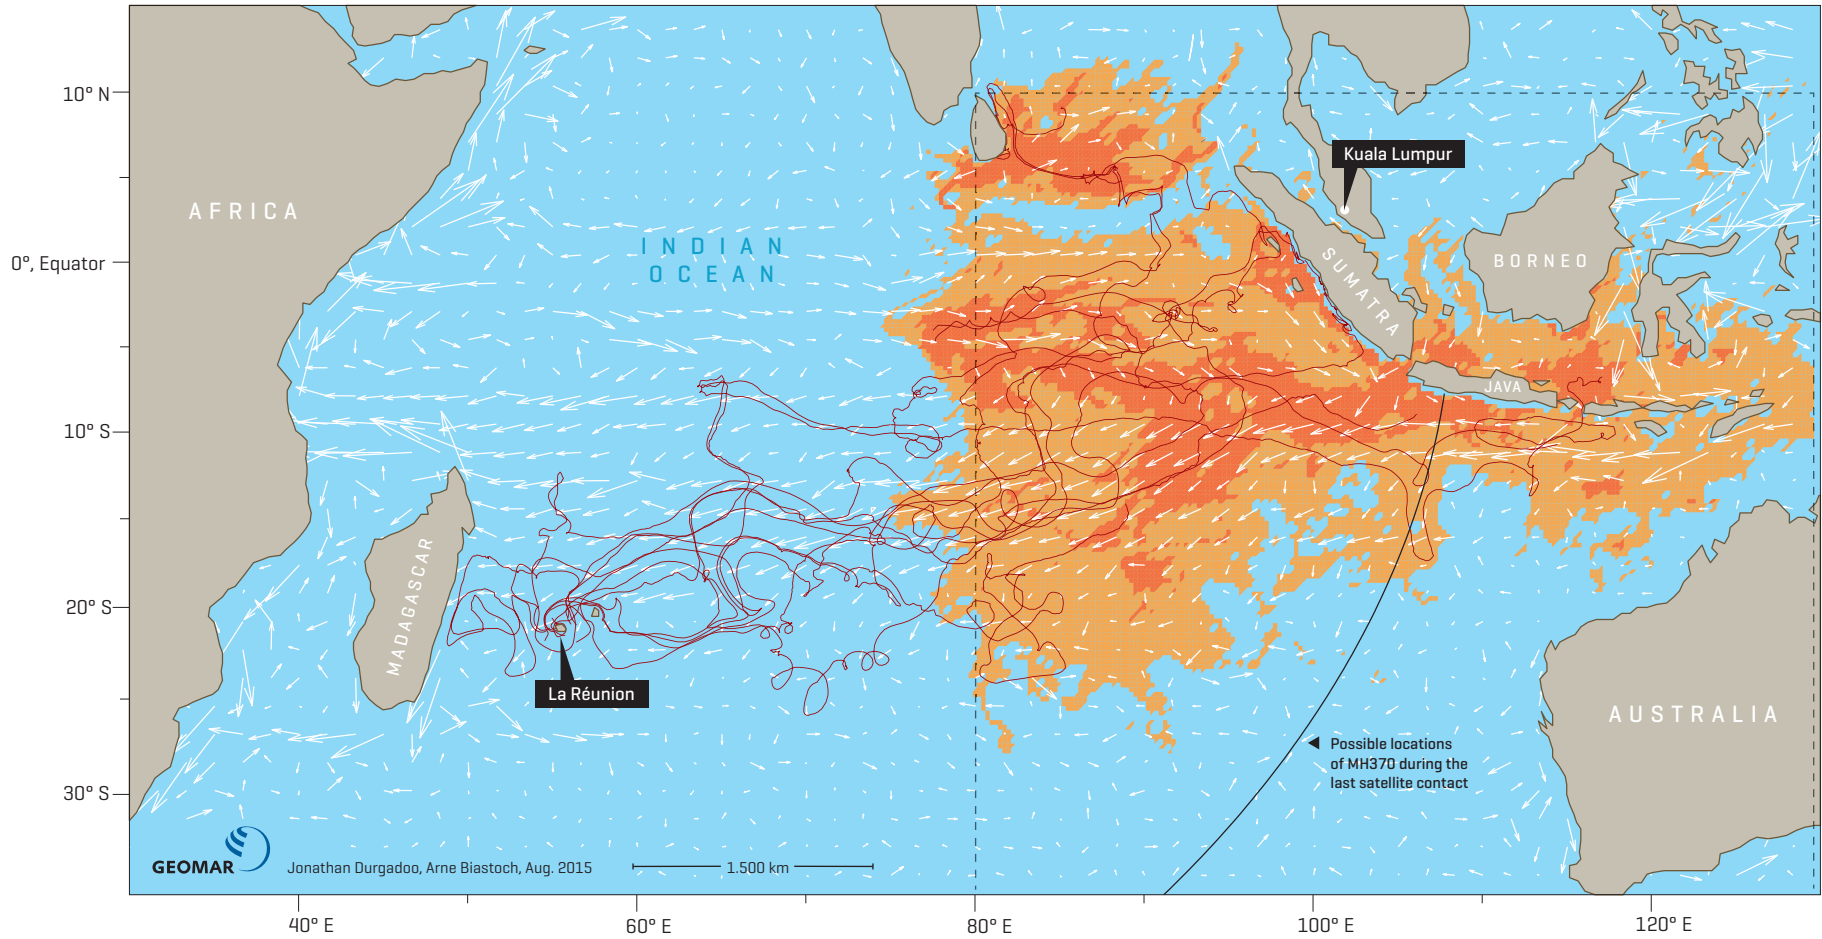 10° N
Kuala Lumpur
AFRICA
INDIAN
OCEAN
0°, Equator
SUMATRA
BORNEO
JAVA
10° S
MADAGASCAR
20° S
La Réunion
AUSTRALIA
Possible locations
of MH370 during the
last satellite contact
30° S
GEOMAR
Jonathan Durgadoo, Arne Biastoch, Aug. 2015
1.500 km
40° E
60° E
80° E
100° E
120° E